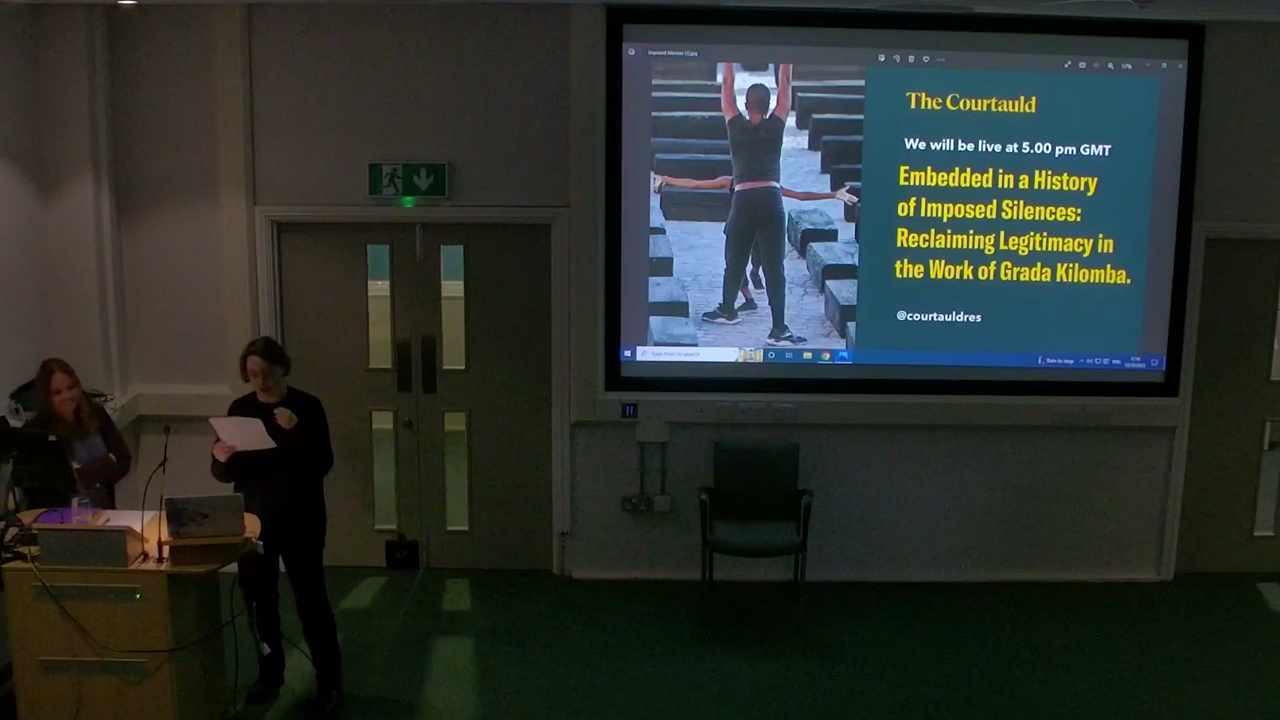 The Courtauld
We will be live at 5.00 pm GMT
Embedded in a History
of Imposed Silences:
Reclaiming Legitimacy in
the Work of Grada Kilomba.
@courtauldres
57%